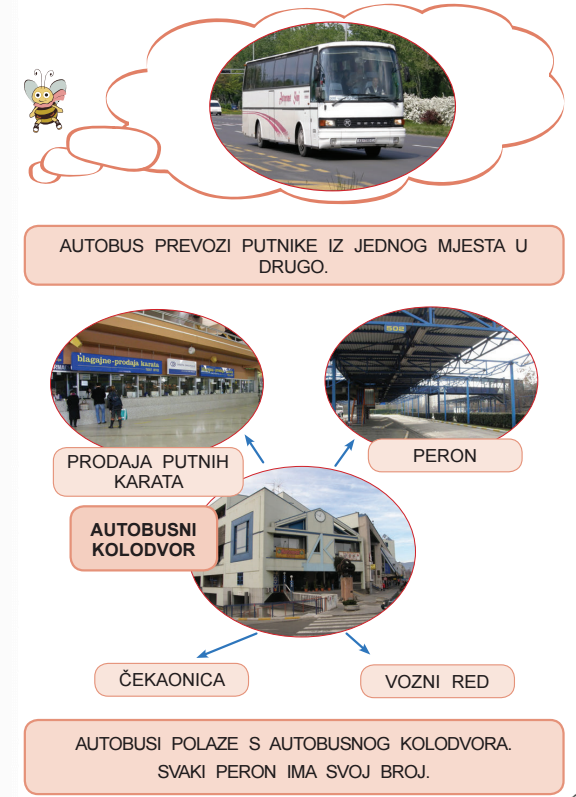 AUTOBUS PREVOZI PUTNIKE IZ JEDNOG MJESTA U
DRUGO.
blagajne-prodaja karata
502
PRODAJA PUTNIH
KARATA
PERON
AUTOBUSNI
KOLODVOR
ČEKAONICA
VOZNI RED
AUTOBUSI POLAZE S AUTOBUSNOG KOLODVORA.
SVAKI PERON IMA SVOJ BROJ.